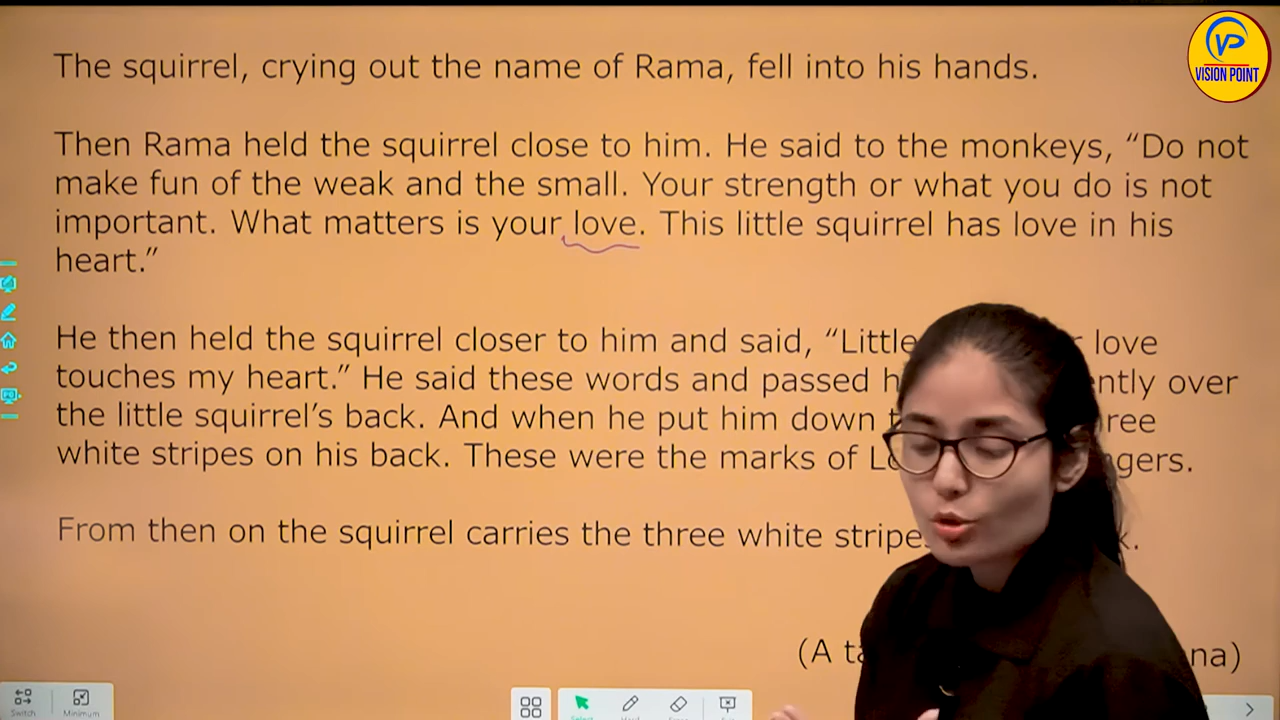 VP
VISION POINT
The squirrel, crying out the name of Rama, fell into his hands.
Then Rama held the squirrel close to him. He said to the monkeys, “Do not
make fun of the weak and the small. Your strength or what you do is not
important. What matters is your love. This little squirrel has love in his
heart.”
He then held the squirrel closer to him and said, “Little love
touches my heart.” He said these words and passed over
the little squirrel’s back. And when he put him down
white stripes on his back. These were the marks of
From then on the squirrel carries the three white
(A
Switch
Minimum
Select